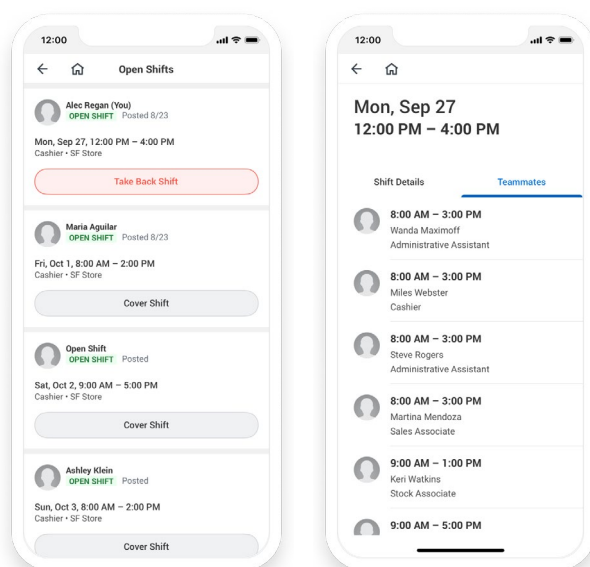 12:00
Open Shifts
Alec Regan (You)
OPEN SHIFT Posted 8/23
Mon, Sep 27, 12:00 PM – 4:00 PM
Cashier • SF Store
Take Back Shift
Maria Aguilar
OPEN SHIFT Posted 8/23
Fri, Oct 1, 8:00 AM – 2:00 PM
Cashier • SF Store
Cover Shift
Open Shift
OPEN SHIFT Posted
Sat, Oct 2, 9:00 AM – 5:00 PM
Cashier • SF Store
Cover Shift
Ashley Klein
OPEN SHIFT Posted
Sun, Oct 3, 8:00 AM – 2:00 PM
Cashier • SF Store
Cover Shift
12:00
Mon, Sep 27
12:00 PM – 4:00 PM
Shift Details Teammates
8:00 AM – 3:00 PM
Wanda Maximoff
Administrative Assistant
8:00 AM – 3:00 PM
Miles Webster
Cashier
8:00 AM – 3:00 PM
Steve Rogers
Administrative Assistant
8:00 AM – 3:00 PM
Martina Mendoza
Sales Associate
9:00 AM – 1:00 PM
Keri Watkins
Stock Associate
9:00 AM – 5:00 PM